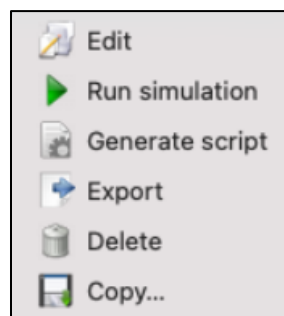 Edit
Run simulation
Generate script
Export
Delete
Copy...